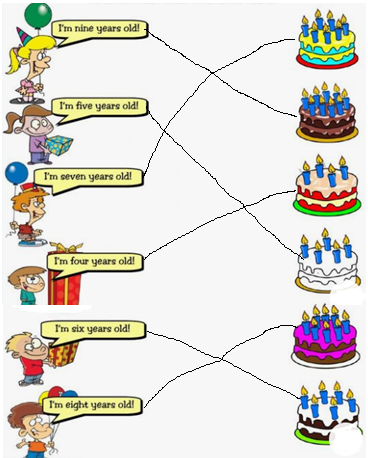 I'm nine years old!
I'm five years old!
I'm seven years old!
I'm four years old!
I'm six years old!
I'm eight years old!